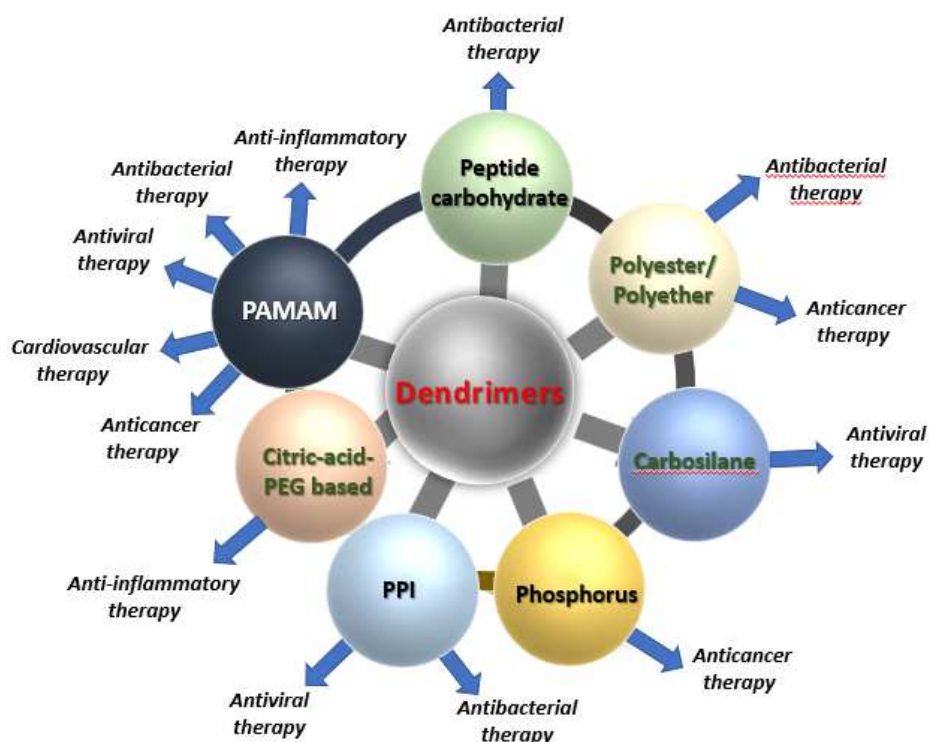 Antibacterial
therapy
Anti-inflammatory
therapy
Antibacterial
therapy
Antiviral
therapy
Cardiovascular
therapy
Anticancer
therapy
PAMAM
Peptide
carbohydrate
Antibacterial
therapy
Polyester/
Polyether
Anticancer
therapy
Dendrimers
Citric-acid-
PEG based
Carbosilane
Antiviral
therapy
Anti-inflammatory
therapy
PPI
Phosphorus
Antiviral
therapy
Antibacterial
therapy
Anticancer
therapy